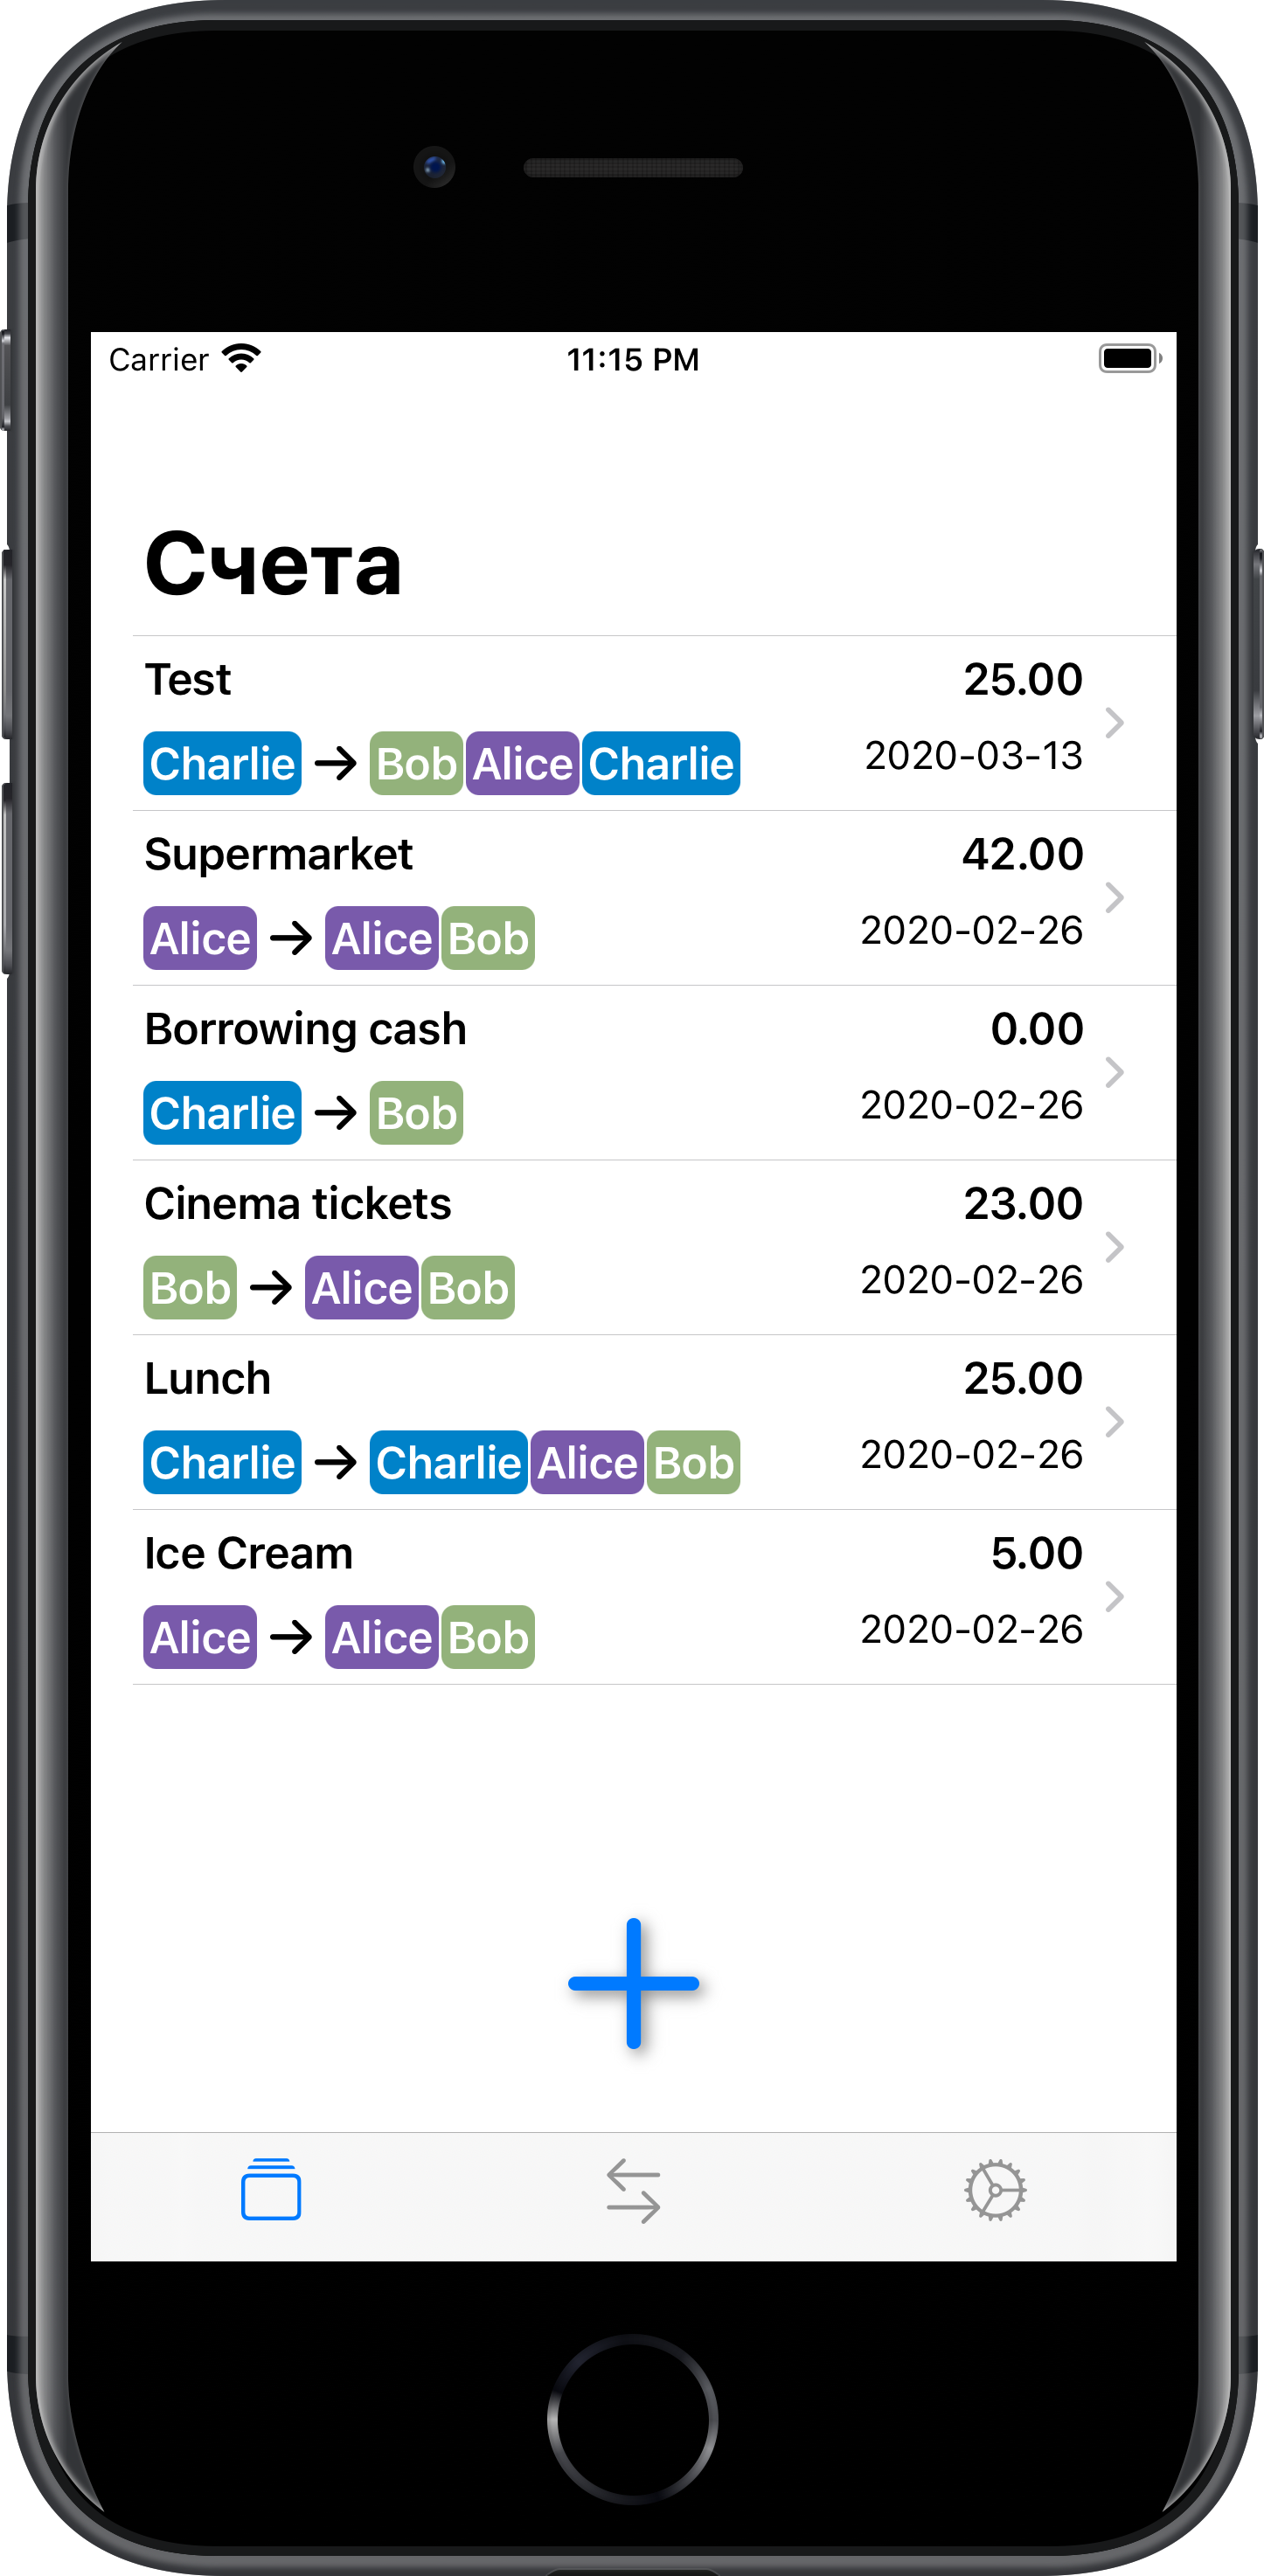 Carrier 11:15 PM
Счета
Test 25.00
Charlie → Bob Alice Charlie 2020-03-13
Supermarket 42.00
Alice → Alice Bob 2020-02-26
Borrowing cash 0.00
Charlie → Bob 2020-02-26
Cinema tickets 23.00
Bob → Alice Bob 2020-02-26
Lunch 25.00
Charlie → Charlie Alice Bob 2020-02-26
Ice Cream 5.00
Alice → Alice Bob 2020-02-26